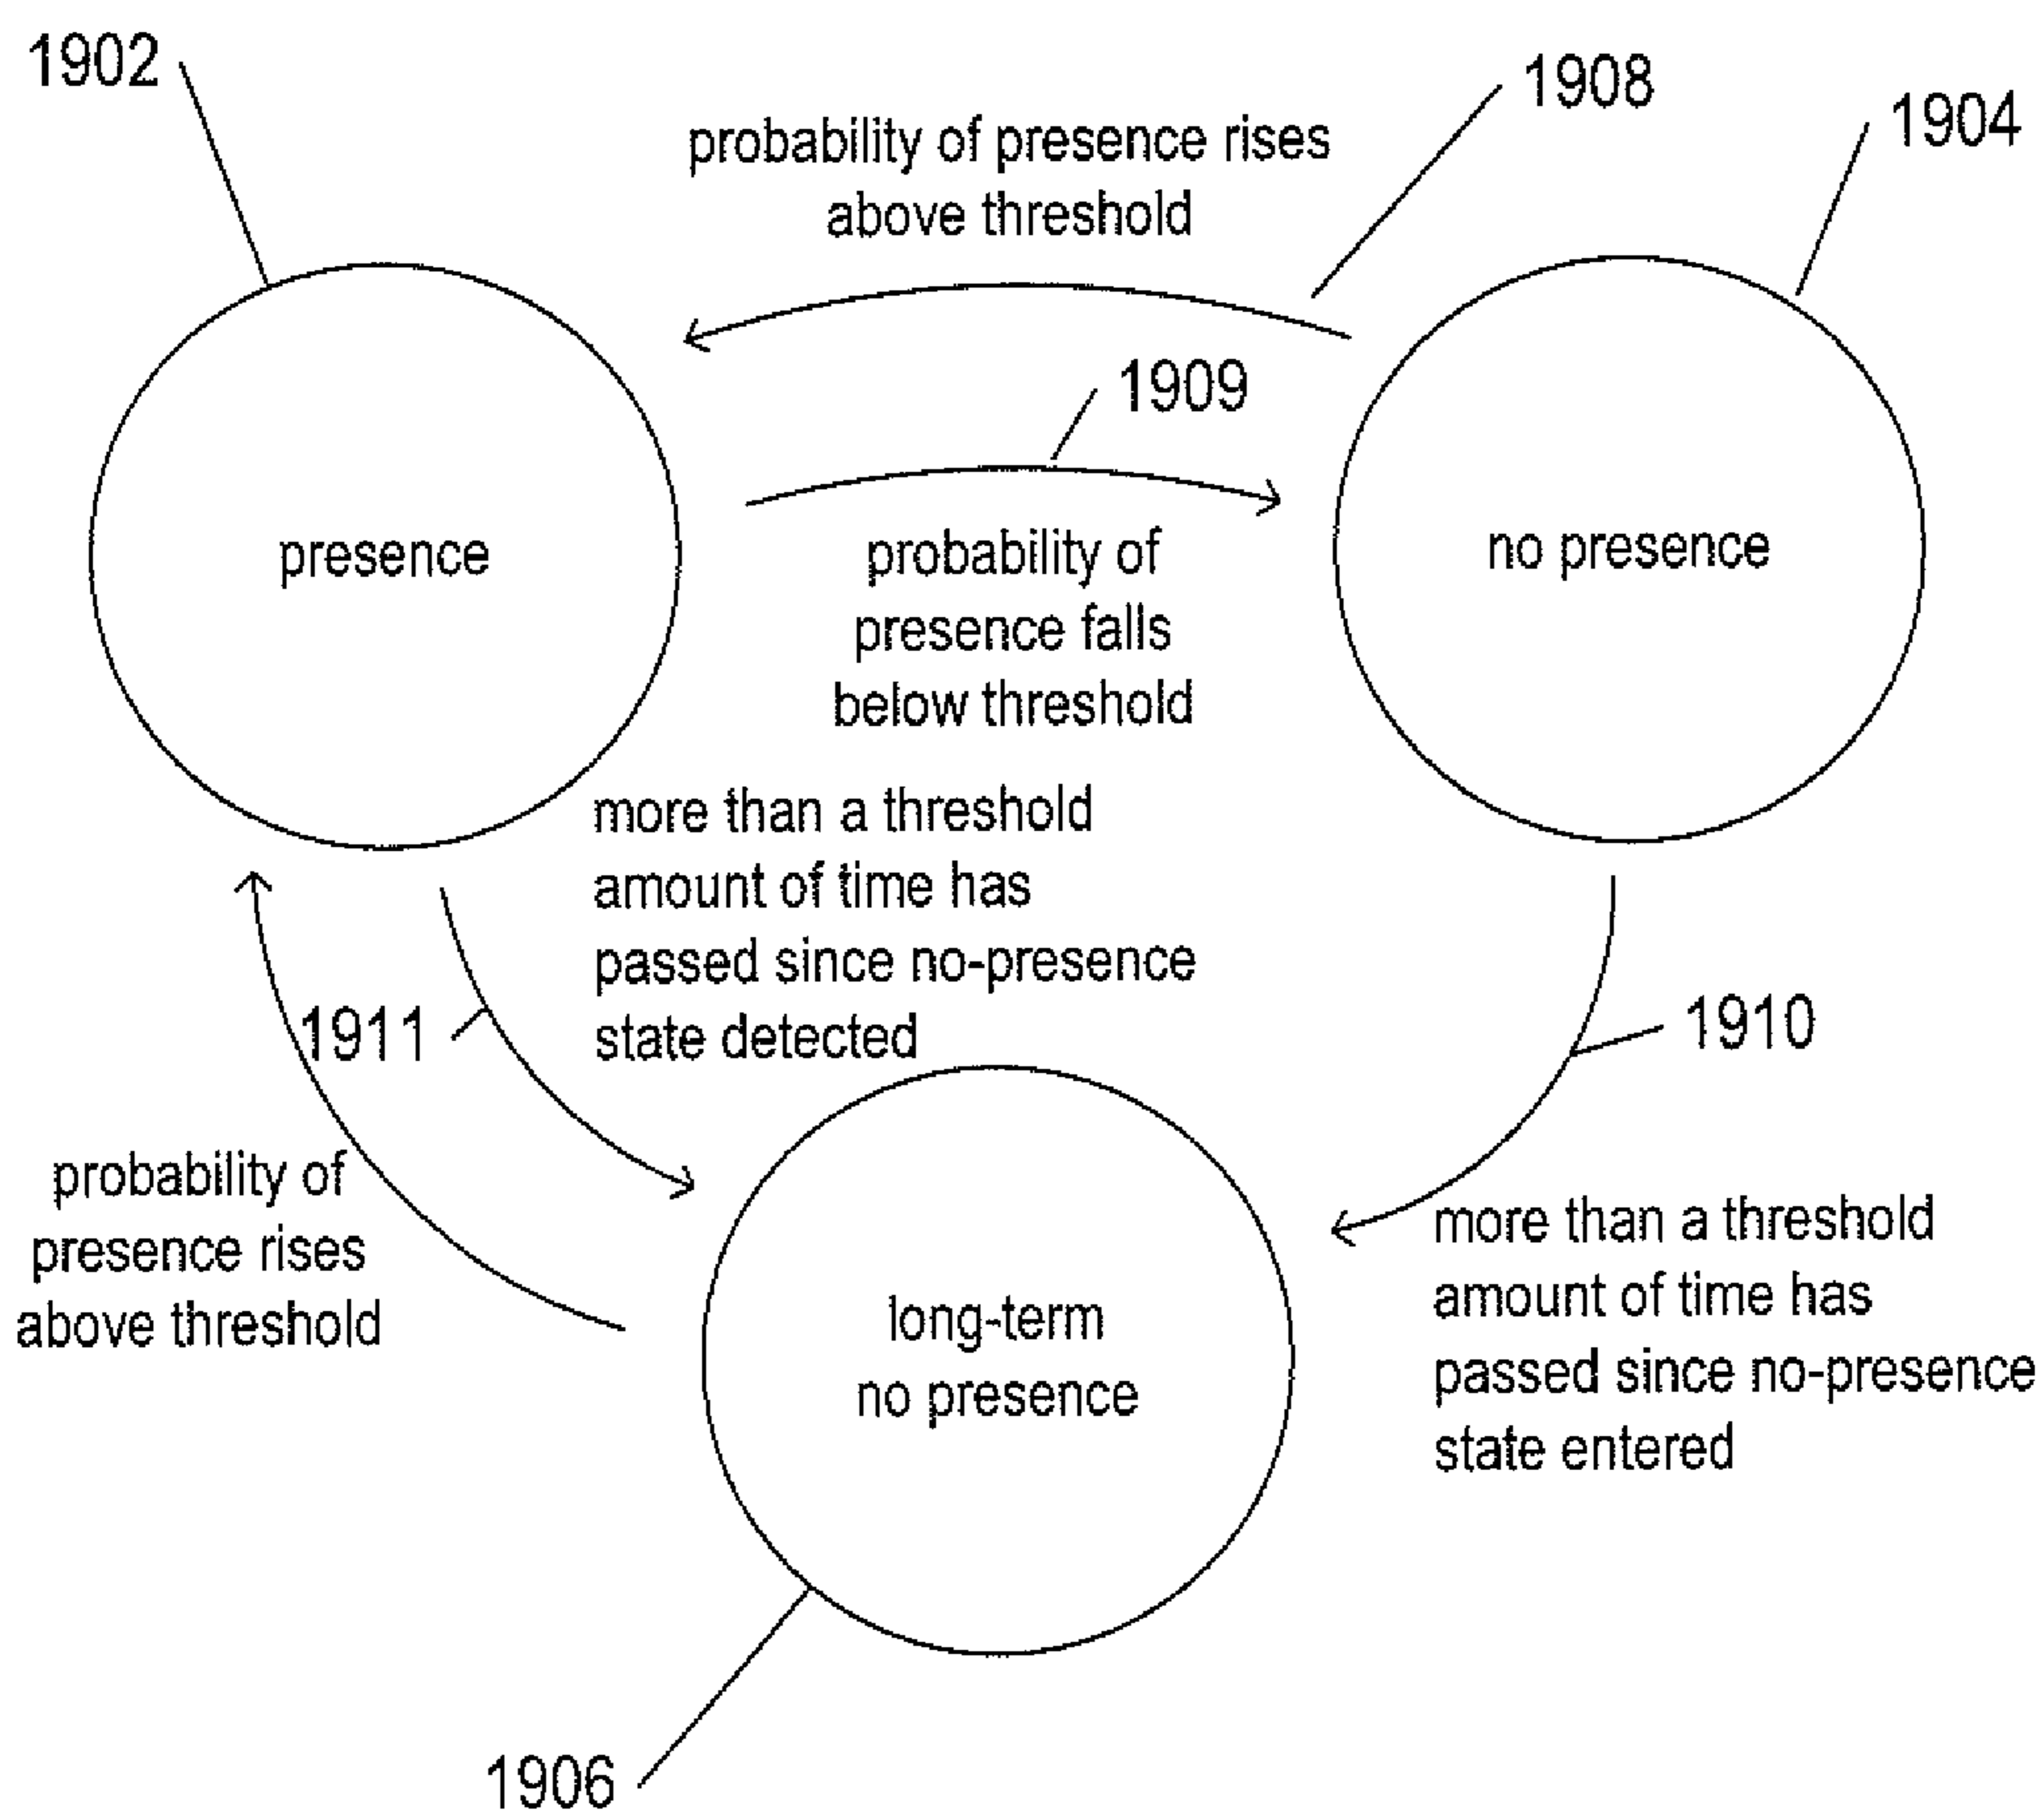 1902
1908
1904
probability of presence rises
above threshold
1909
presence
no presence
probability of
presence falls
below threshold
more than a threshold
amount of time has
passed since no-presence
state detected
1911
1910
probability of
presence rises
above threshold
more than a threshold
amount of time has
passed since no-presence
state entered
long-term
no presence
1906